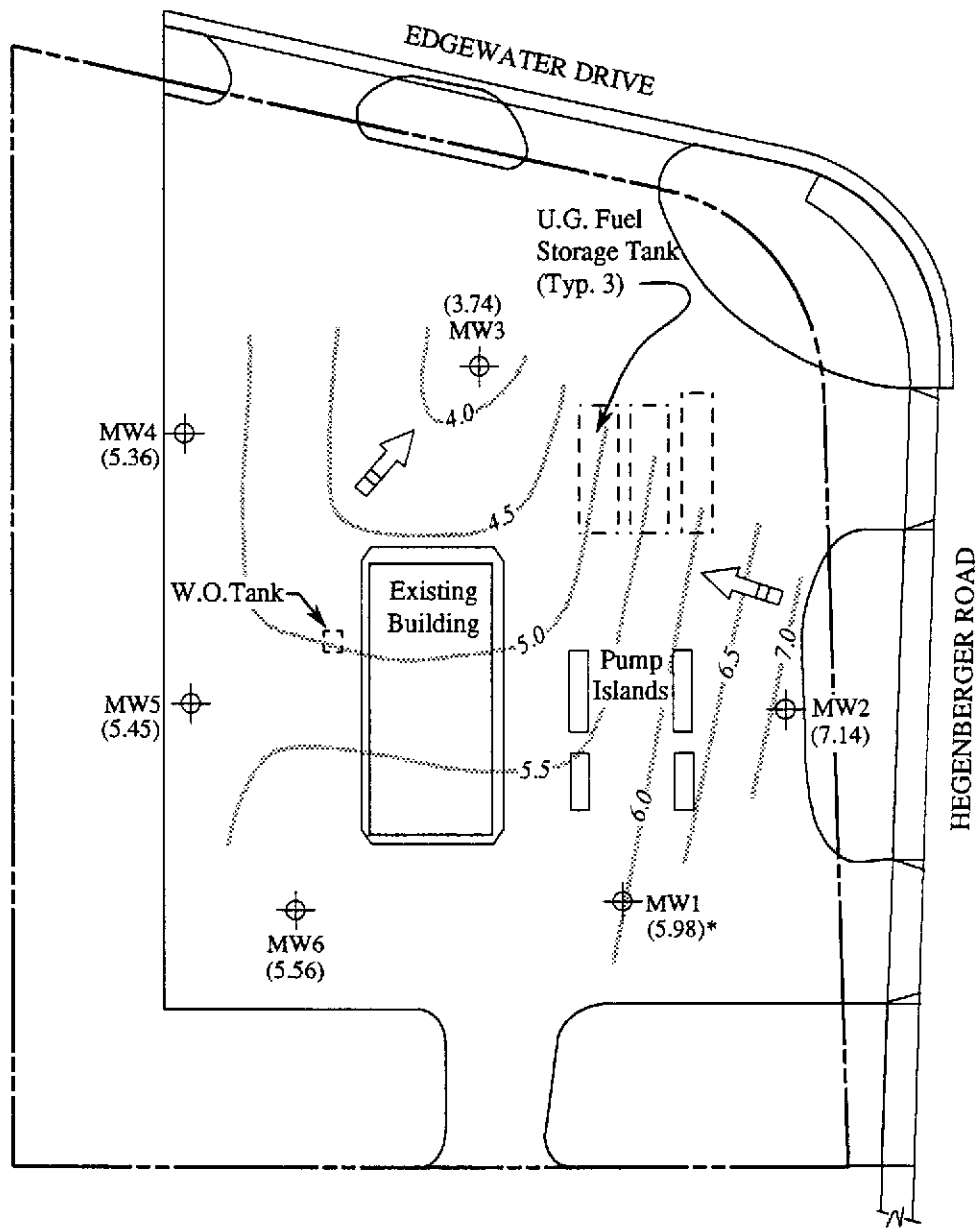 EDGEWATER DRIVE
U.G. Fuel
Storage Tank
(Typ. 3)
(3.74)
MW3
4.0
MW4
(5.36)
4.5
W.O. Tank
Existing
Building
5.0
Pump
Islands
6.5
7.0
HEGENBERGER ROAD
MW5
(5.45)
MW2
(7.14)
5.5
6.0
MW1
(5.98)*
MW6
(5.56)